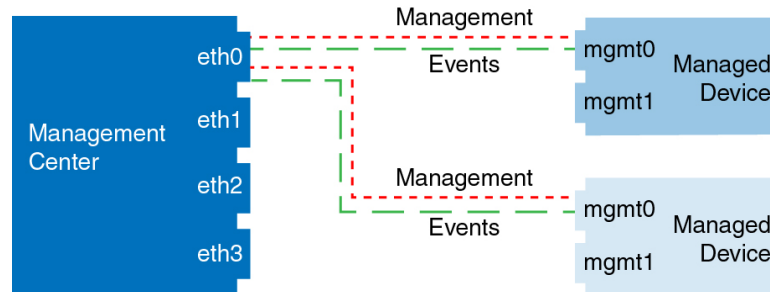 Management
eth0
mgmt0
Managed
Device
Events
mgmt1
eth1
Management
Center
eth2
Management
mgmt0
Managed
Device
Events
eth3
mgmt1